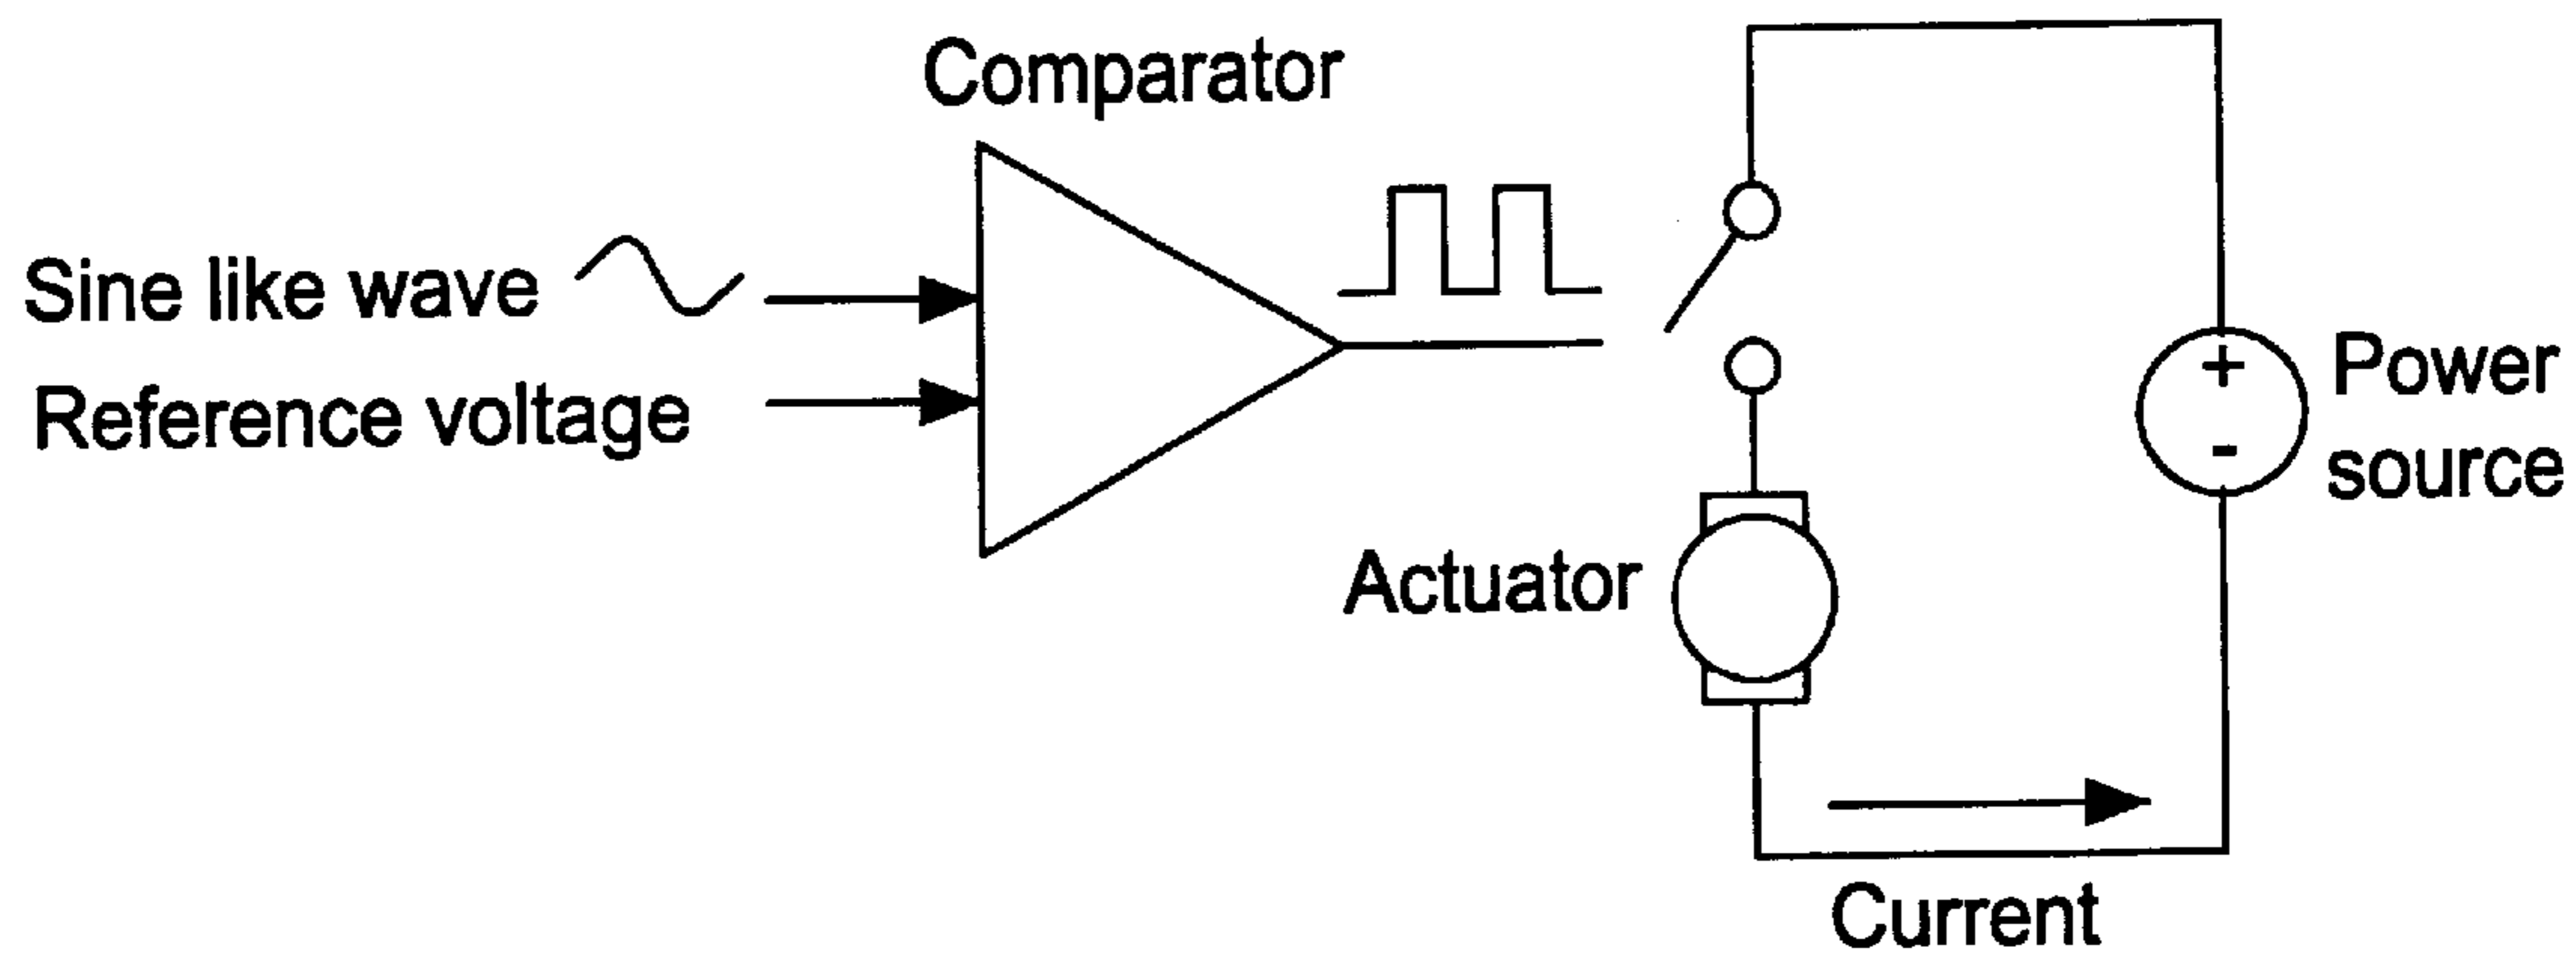 Comparator
Sine like wave
Reference voltage
+
-
Power
source
Actuator
Current